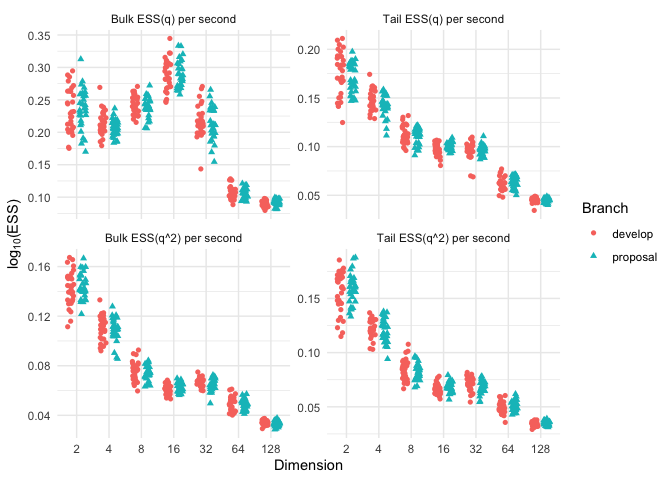 Bulk ESS(q) per second
Tail ESS(q) per second
0.35
0.30
0.25
0.20
0.15
0.10
0.20
0.15
0.10
0.05
Bulk ESS(q^2) per second
Tail ESS(q^2) per second
0.16
0.12
0.08
0.04
0.15
0.10
0.05
2 4 8 16 32 64 128
2 4 8 16 32 64 128
log10(ESS)
Dimension
Branch
develop
proposal